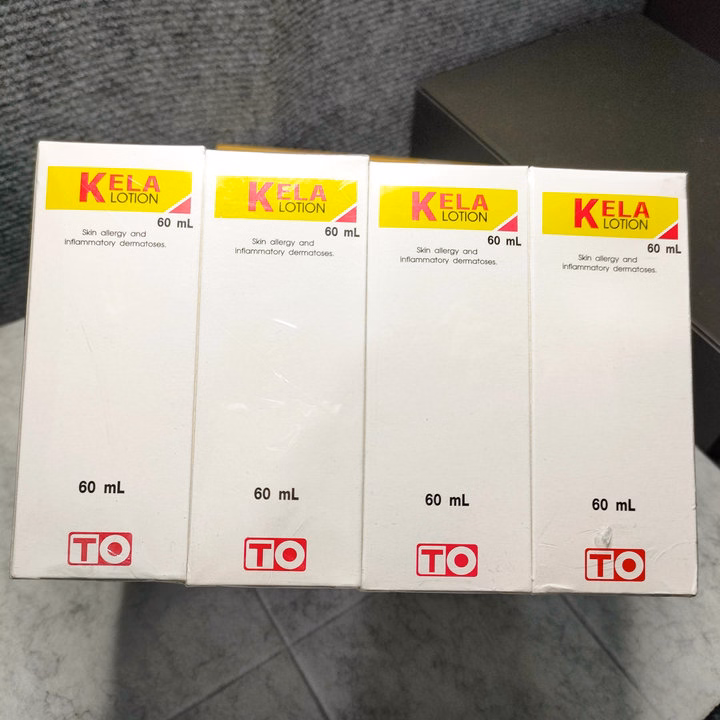 KELA
LOTION
60 mL
Skin allergy and
inflammatory dermatoses.
60 mL
TO
KELA
LOTION
60 mL
Skin allergy and
inflammatory dermatoses.
60 mL
TO
KELA
LOTION
60 mL
Skin allergy and
inflammatory dermatoses.
60 mL
TO
KELA
LOTION
60 mL
Skin allergy and
inflammatory dermatoses.
60 mL
TO